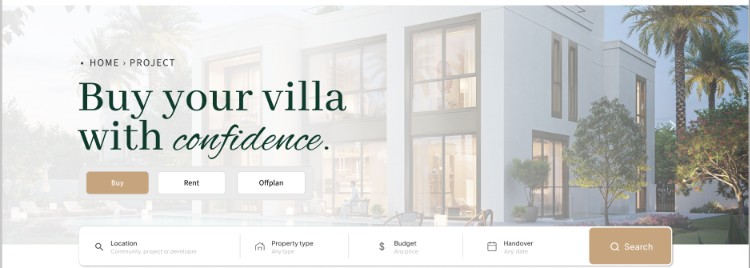 • HOME › PROJECT
Buy your villa
with confidence.
Buy
Rent
Offplan
Location
Community, project or developer
Property type
Any type
$
Budget
Any price
Handover
Any date
Search